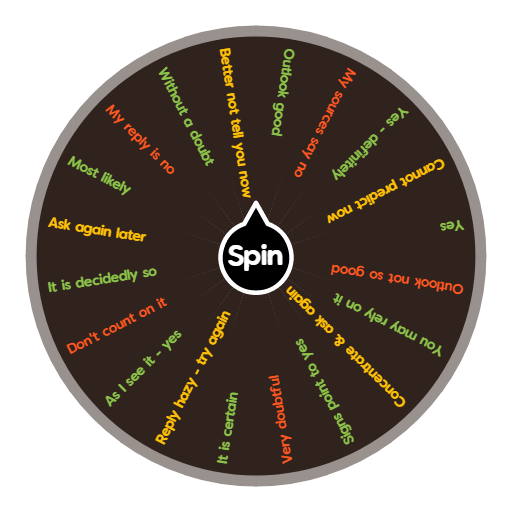 Better not tell you now
Outlook good
My sources say no
Yes - definitely
Cannot predict now
Yes
Outlook not so good
You may rely on it
Concentrate & ask again
Signs point to yes
Very doubtful
It is certain
Reply hazy - try again
As I see it - yes
Don't count on it
It is decidedly so
Ask again later
Most likely
My reply is no
Without a doubt
Spin